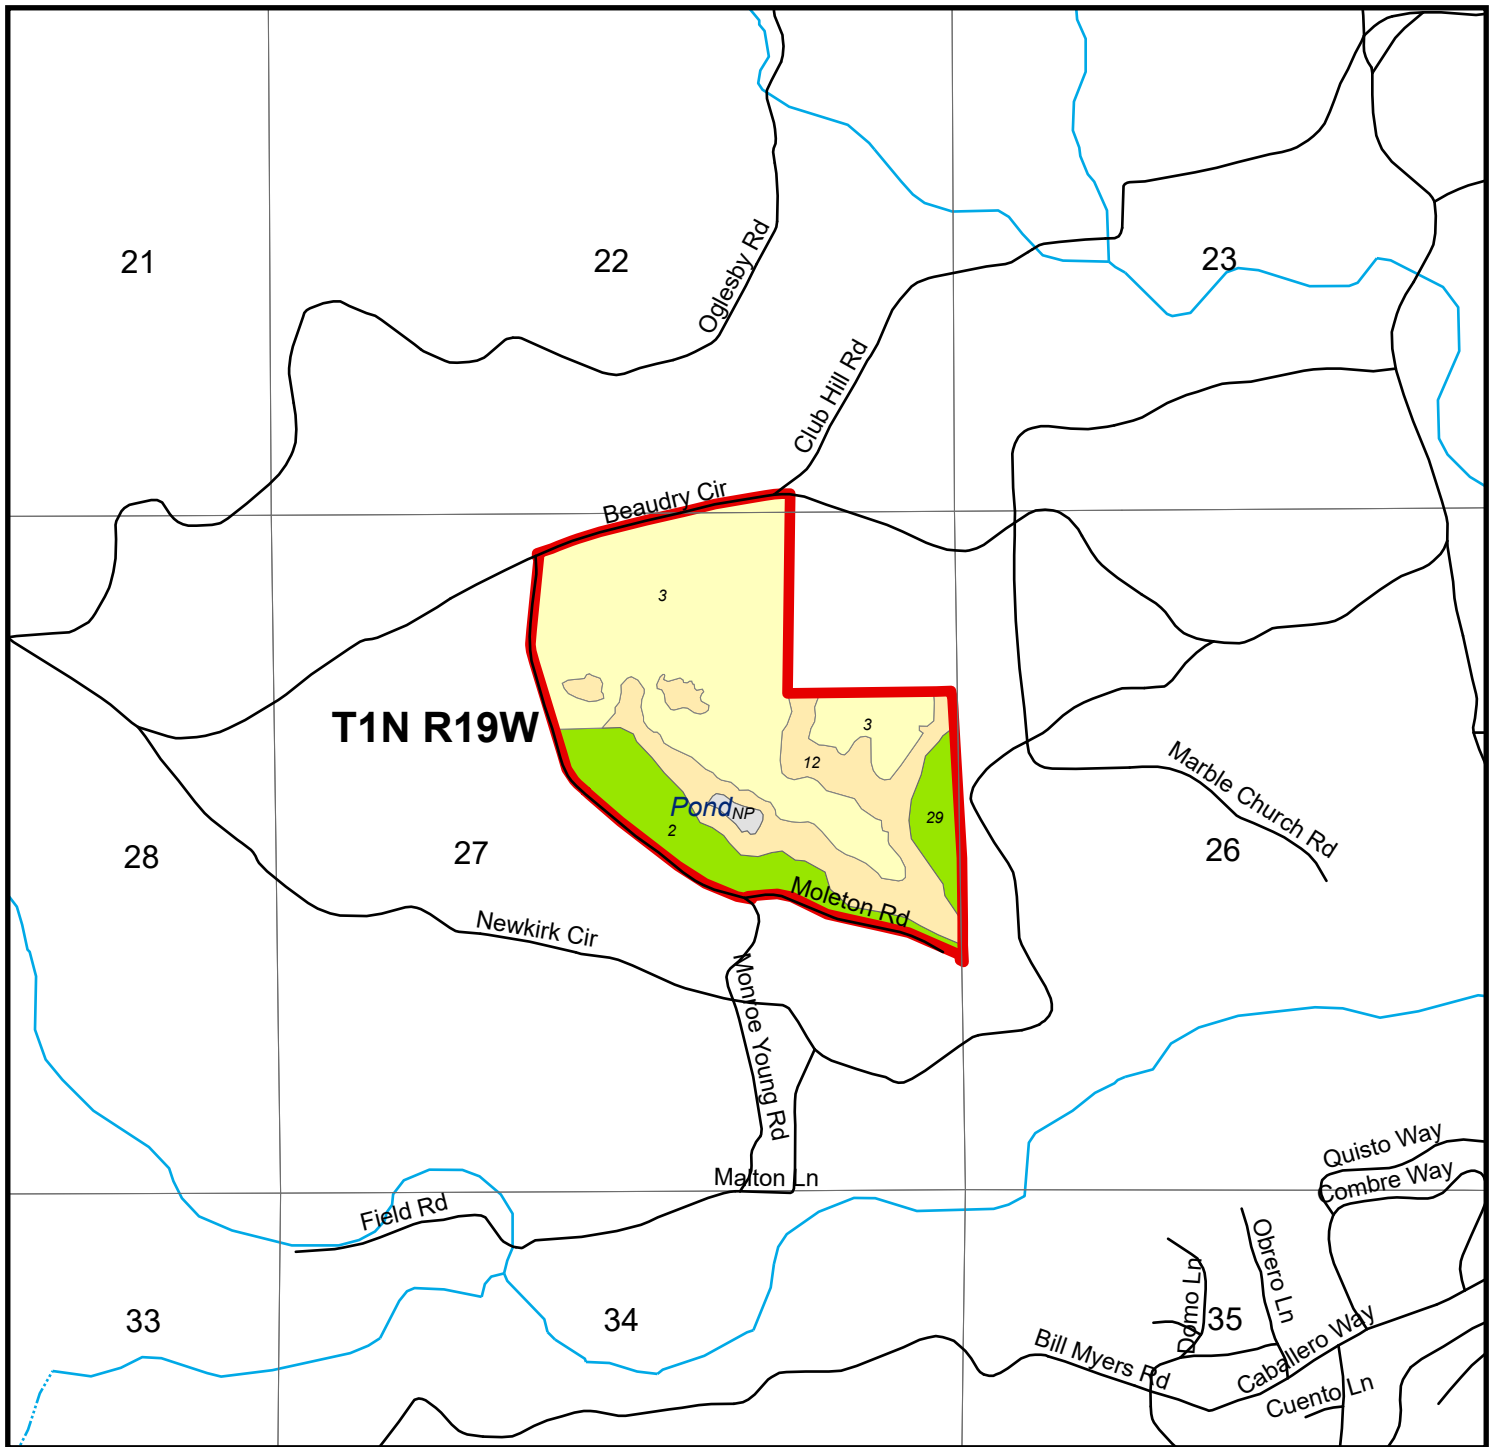 21
22
23
Oglesby Rd
Club Hill Rd
Beaudry Cir
3
T1N R19W
3
12
Marble Church Rd
Pond
NP
2
29
28
27
26
Moleton Rd
Newkirk Cir
Monroe Young Rd
Quisto Way
Combre Way
Malton Ln
Field Rd
Obrero Ln
Domo Ln
33
34
35
Bill Myers Rd
Caballero Way
Cuento Ln